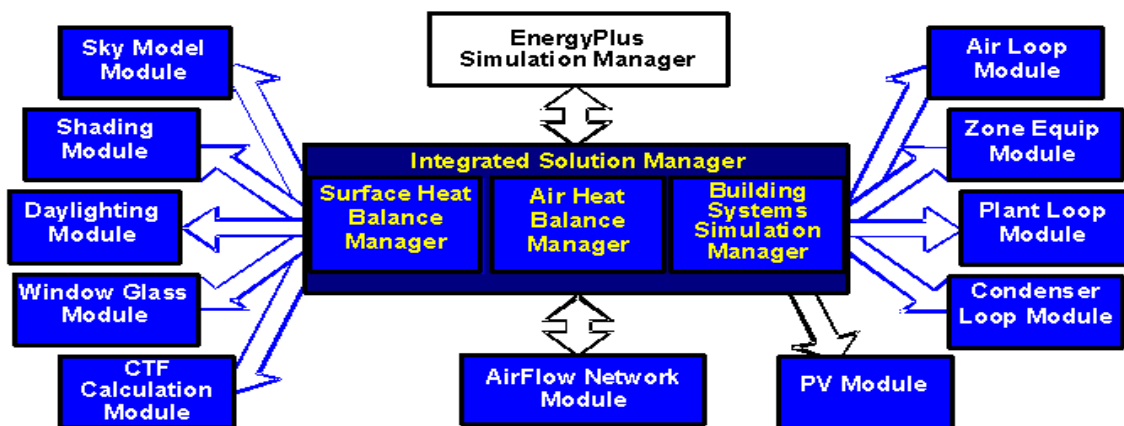 Sky Model
Module
Shading
Module
Daylighting
Module
Window Glass
Module
CTF
Calculation
Module
EnergyPlus
Simulation Manager
Integrated Solution Manager
Surface Heat
Balance
Manager
Air Heat
Balance
Manager
Building
Systems
Simulation
Manager
AirFlow Network
Module
PV Module
Air Loop
Module
Zone Equip
Module
Plant Loop
Module
Condenser
Loop Module